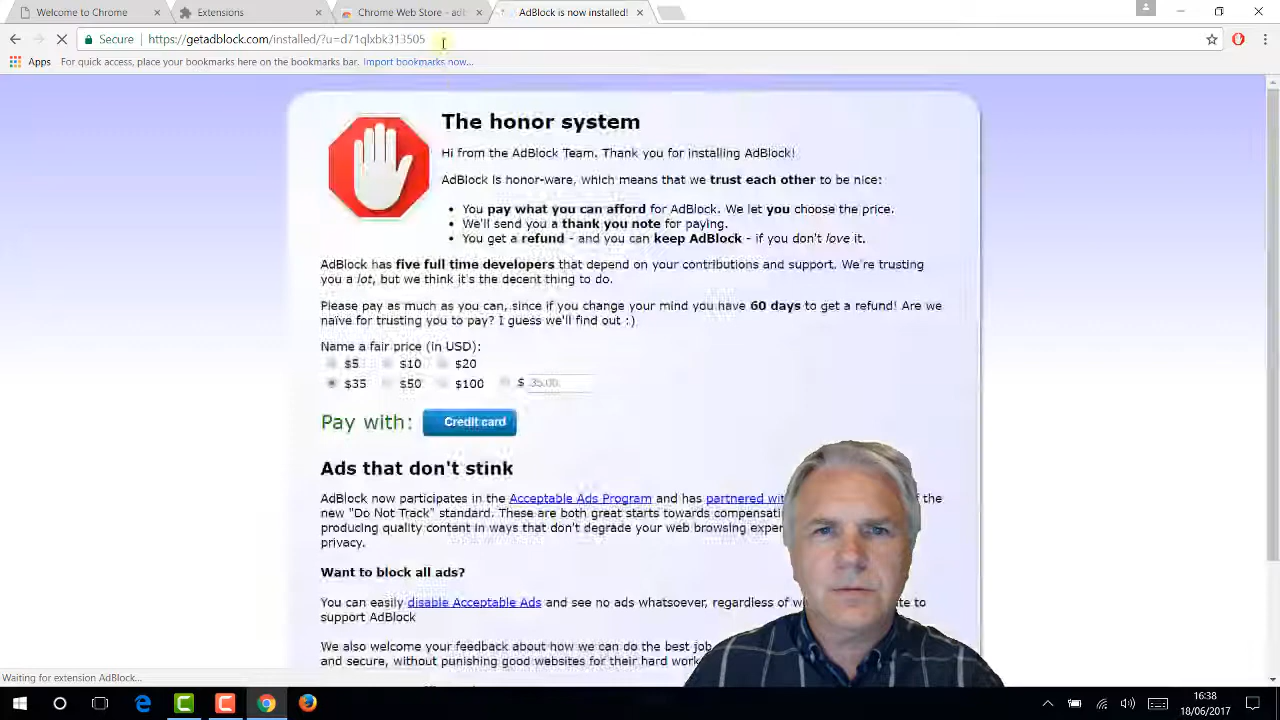 Welcome to Chrome
Extensions
Chrome Web Store - adb
AdBlock is now installed!
Secure
https://getadblock.com/installed/?u=d71qlxbk313505
Apps
For quick access, place your bookmarks here on the bookmarks bar. Import bookmarks now...
The honor system
Hi from the AdBlock Team. Thank you for installing AdBlock!
AdBlock is honor-ware, which means that we trust each other to be nice:
• You pay what you can afford for AdBlock. We let you choose the price.
• We'll send you a thank you note for paying.
• You get a refund - and you can keep AdBlock - if you don't love it.
AdBlock has five full time developers that depend on your contributions and support. We're trusting
you a lot, but we think it's the decent thing to do.
Please pay as much as you can, since if you change your mind you have 60 days to get a refund! Are we
naïve for trusting you to pay? I guess we'll find out :)
Name a fair price (in USD):
$5 $10 $20
$35 $50 $100 $ 35.00
Pay with: Credit card
Ads that don't stink
AdBlock now participates in the Acceptable Ads Program and has partnered wit of the
new "Do Not Track" standard. These are both great starts towards compensati
producing quality content in ways that don't degrade your web browsing exper
privacy.
Want to block all ads?
You can easily disable Acceptable Ads and see no ads whatsoever, regardless of w te to
support AdBlock
We also welcome your feedback about how we can do the best job
and secure, without punishing good websites for their hard work
Waiting for extension AdBlock...
16:38
18/06/2017